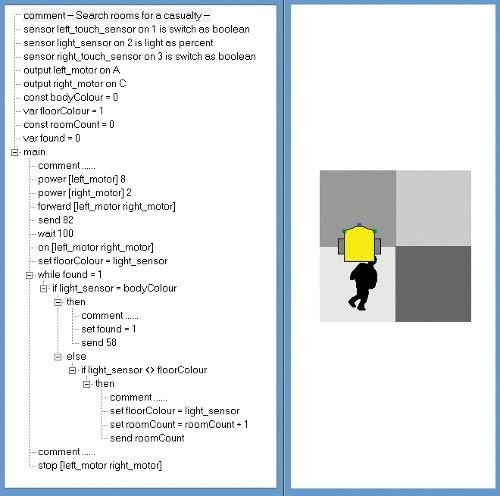 comment – Search rooms for a casualty –
sensor left_touch_sensor on 1 is switch as boolean
sensor light_sensor on 2 is light as percent
sensor right_touch_sensor on 3 is switch as boolean
output left_motor on A
output right_motor on C
const bodyColour = 0
var floorColour = 1
const roomCount = 0
var found = 0
main
comment ......
power [left_motor] 8
power [right_motor] 2
forward [left_motor right_motor]
send 82
wait 100
on [left_motor right_motor]
set floorColour = light_sensor
while found = 1
if light_sensor = bodyColour
then
comment ......
set found = 1
send 58
else
if light_sensor <> floorColour
then
comment ......
set floorColour = light_sensor
set roomCount = roomCount + 1
send roomCount
comment ......
stop [left_motor right_motor]